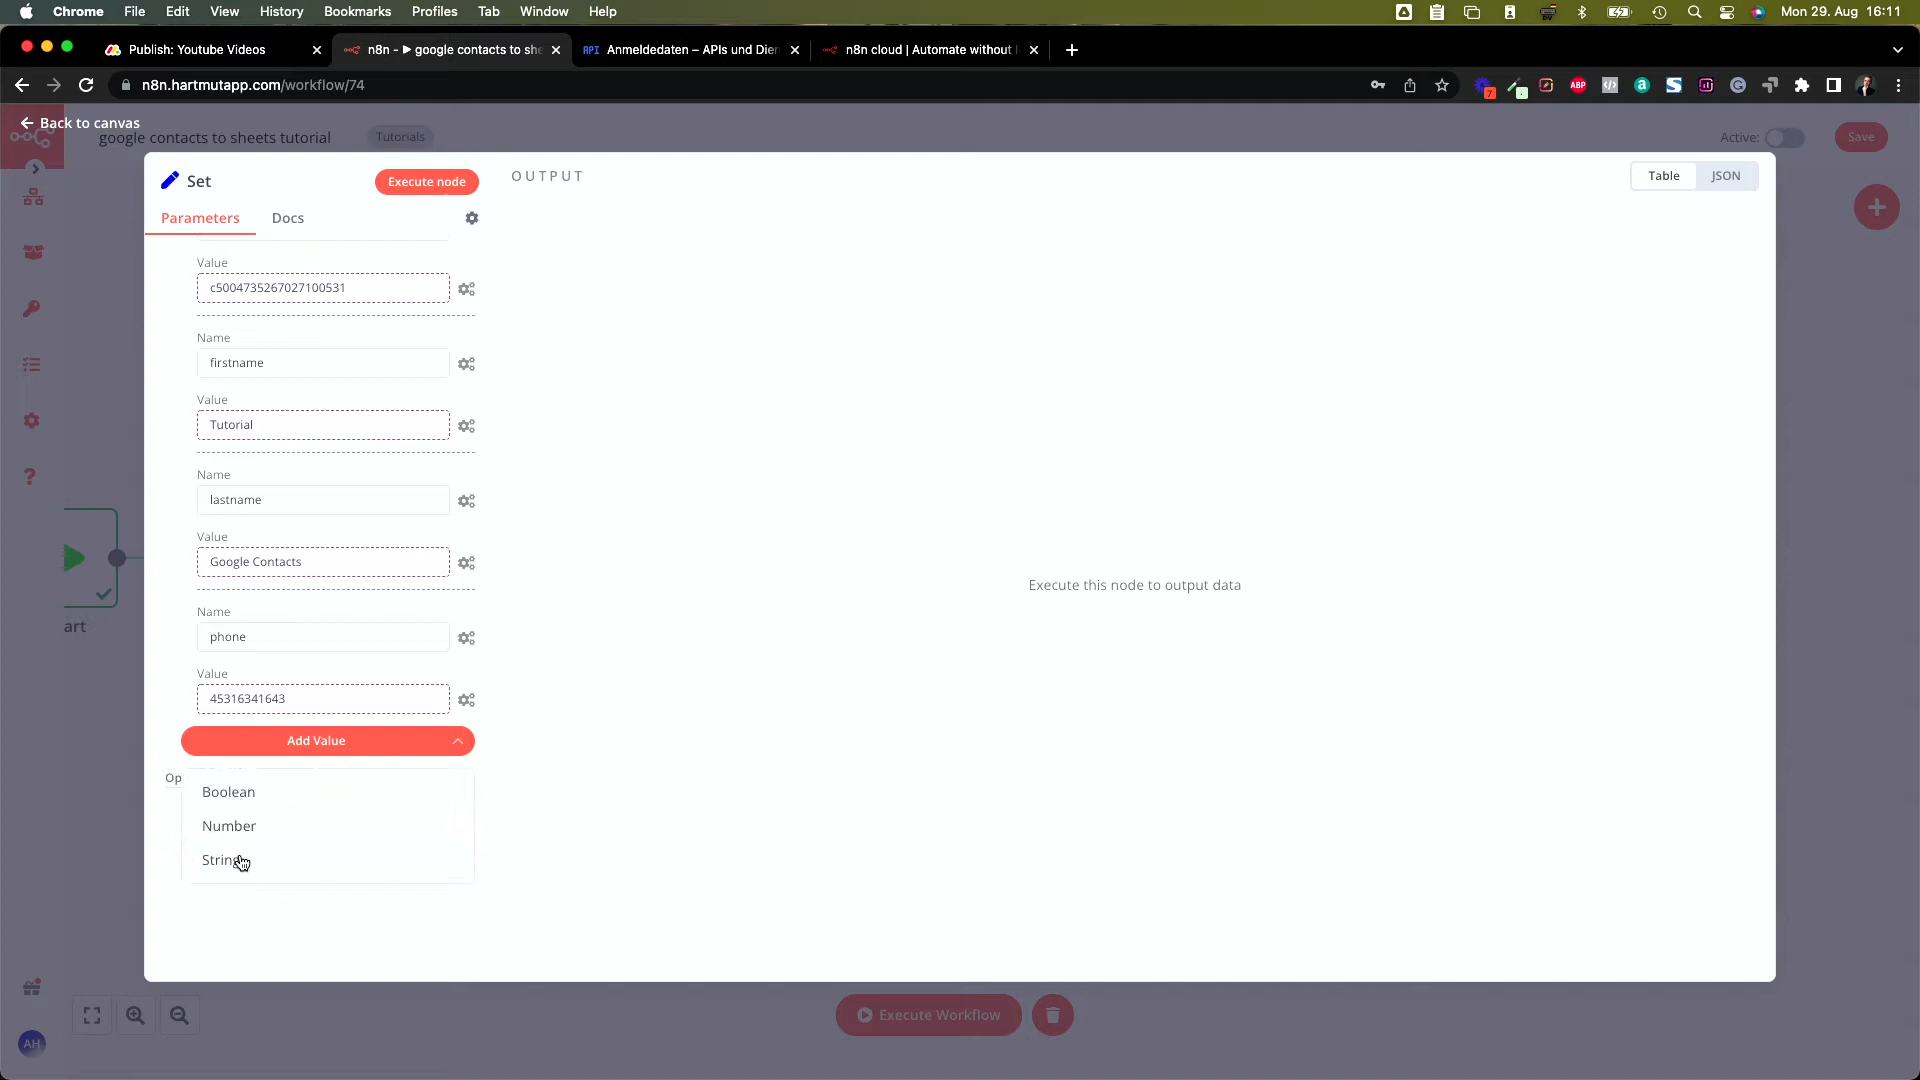 Chrome File Edit View History Bookmarks Profiles Tab Window Help Mon 29. Aug 16:11
Publish: Youtube Videos n8n - ▶ google contacts to she API Anmeldedaten – APIs und Dien n8n cloud | Automate without l
n8n.hartmutapp.com/workflow/74
7 ABP
Back to canvas
google contacts to sheets tutorial Tutorials Active: Save
Set Execute node OUTPUT Table JSON
Parameters Docs
Value
c5004735267027100531
Name
firstname
Value
Tutorial
Name
lastname
Value
Google Contacts
Execute this node to output data
Name
art
phone
Value
45316341643
Add Value
Op
Boolean
Number
String
Execute Workflow
AH